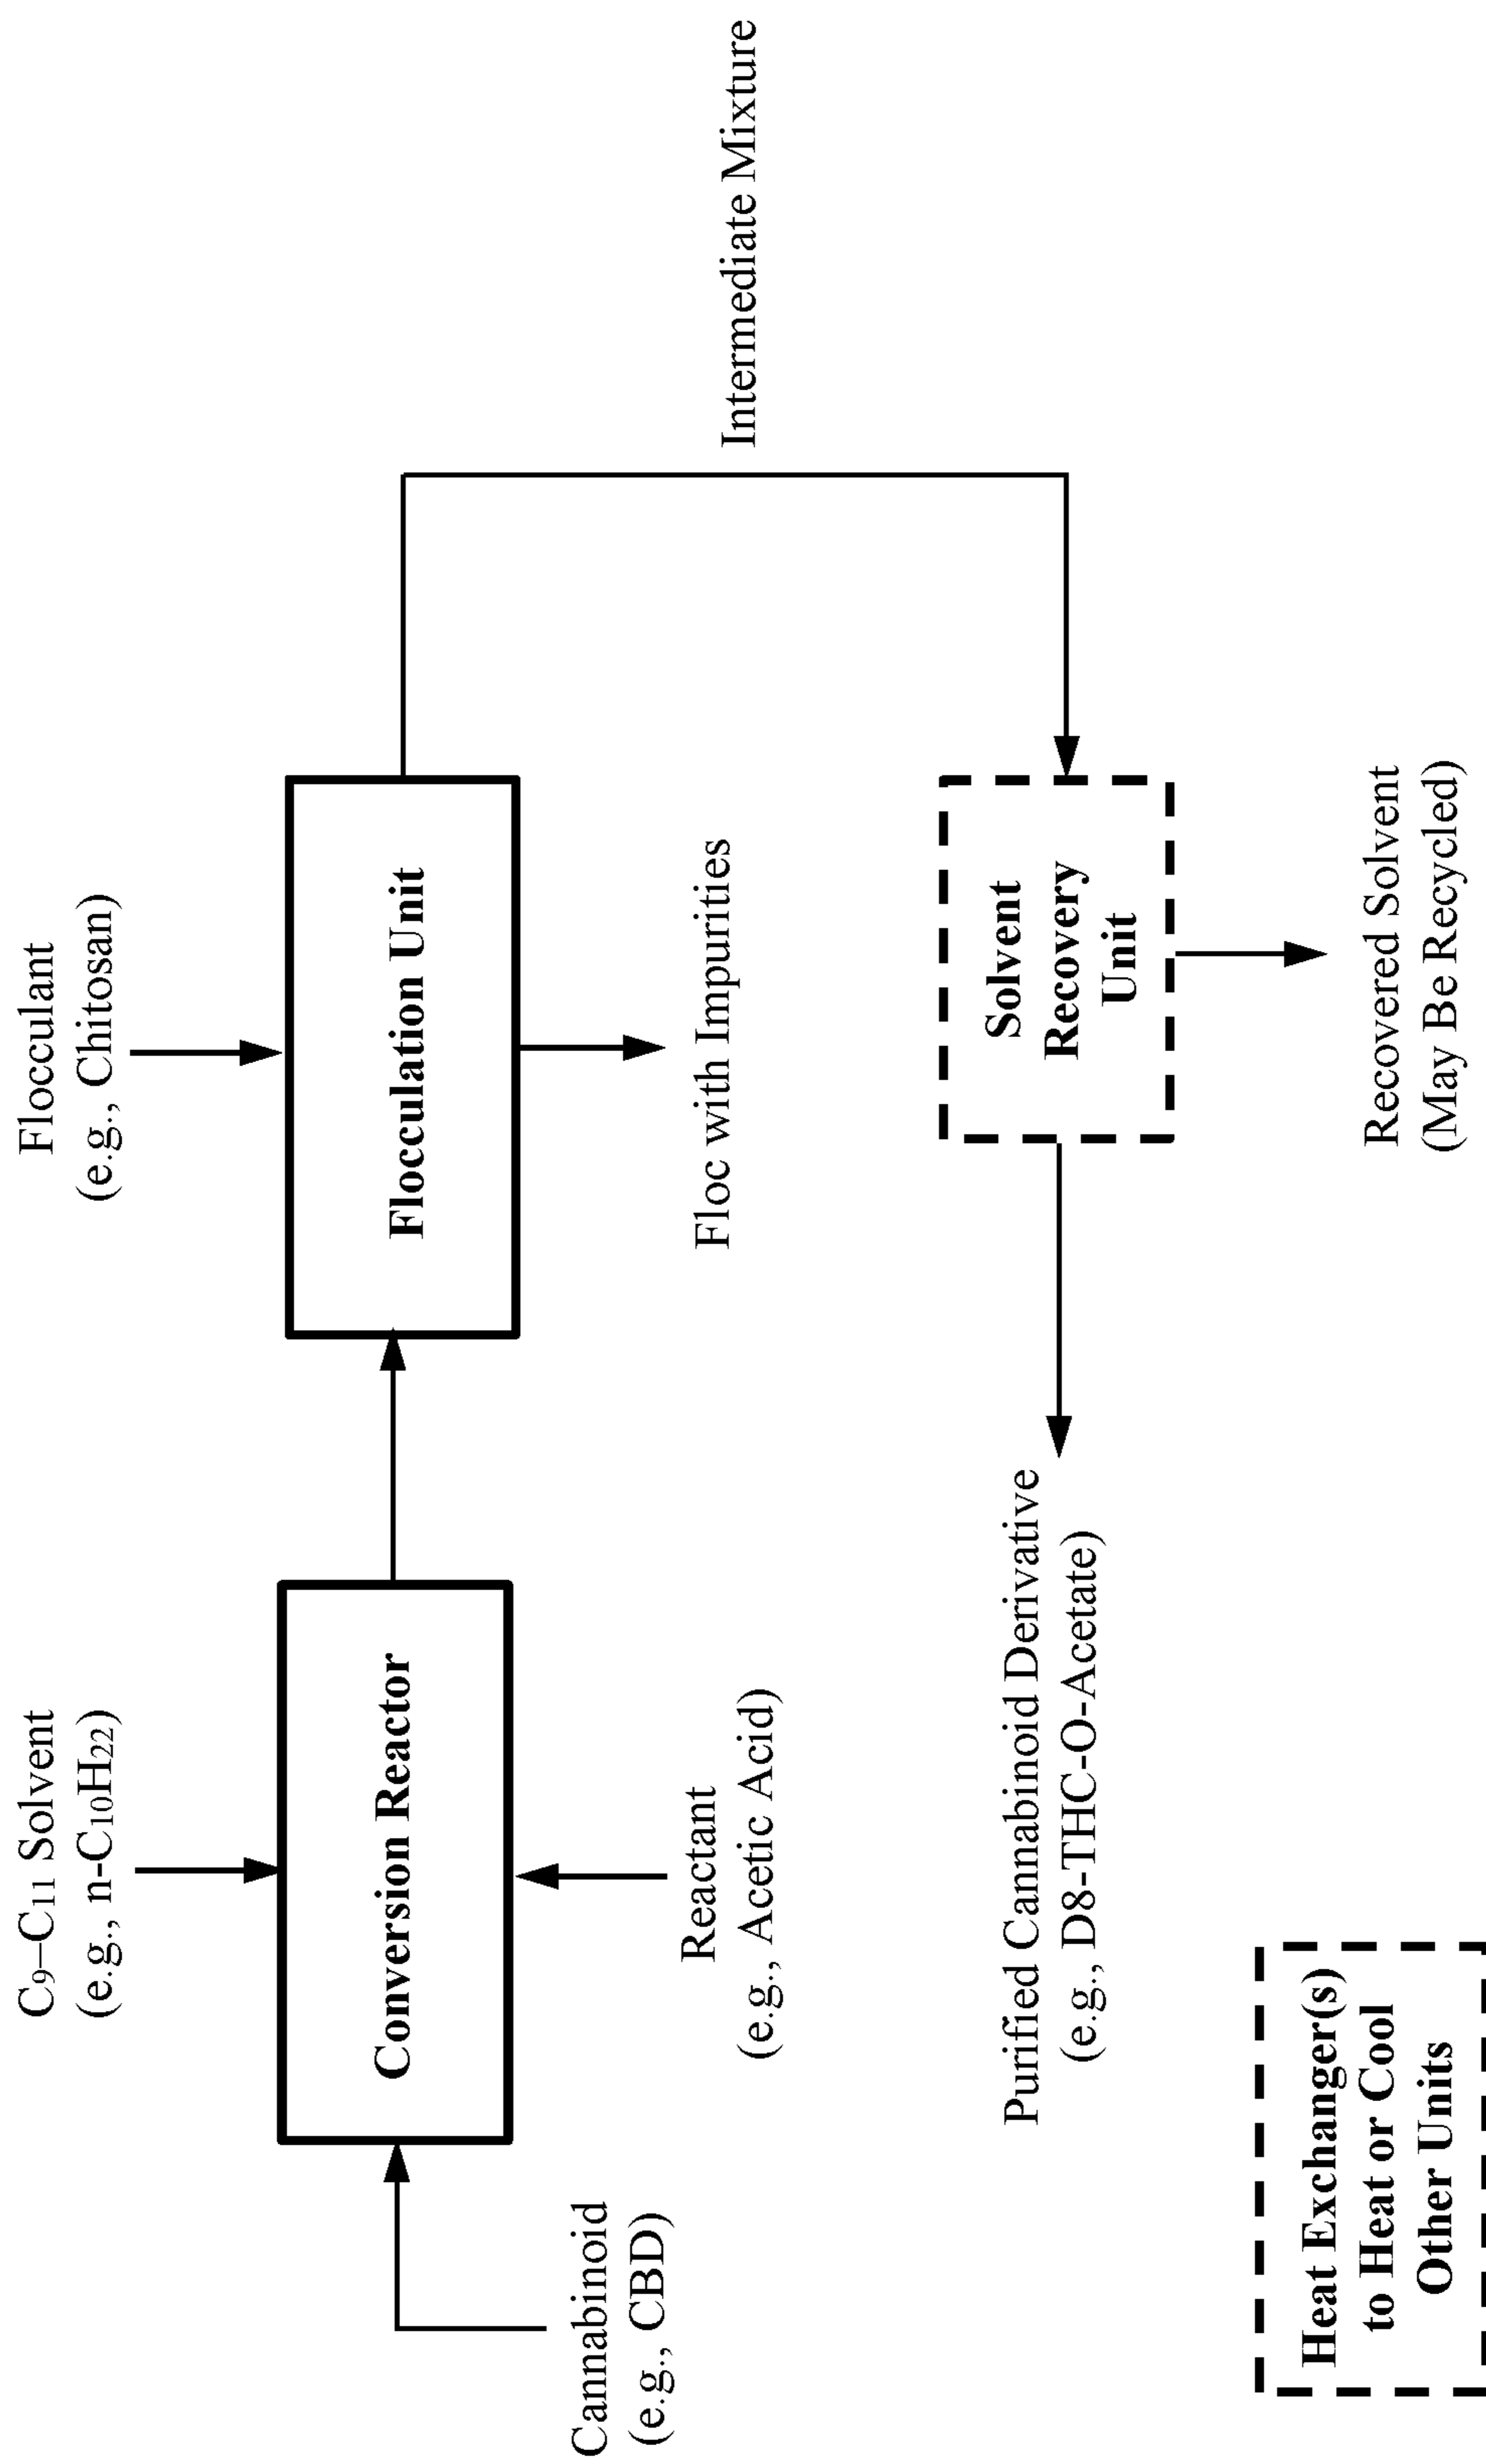 C₉–C₁₁ Solvent
(e.g., n-C₁₀H₂₂)
Flocculant
(e.g., Chitosan)
Conversion Reactor
Flocculation Unit
Cannabinoid
(e.g., CBD)
Reactant
(e.g., Acetic Acid)
Floc with Impurities
Intermediate Mixture
Purified Cannabinoid Derivative
(e.g., D8-THC-O-Acetate)
Solvent
Recovery
Unit
Heat Exchanger(s)
to Heat or Cool
Other Units
Recovered Solvent
(May Be Recycled)